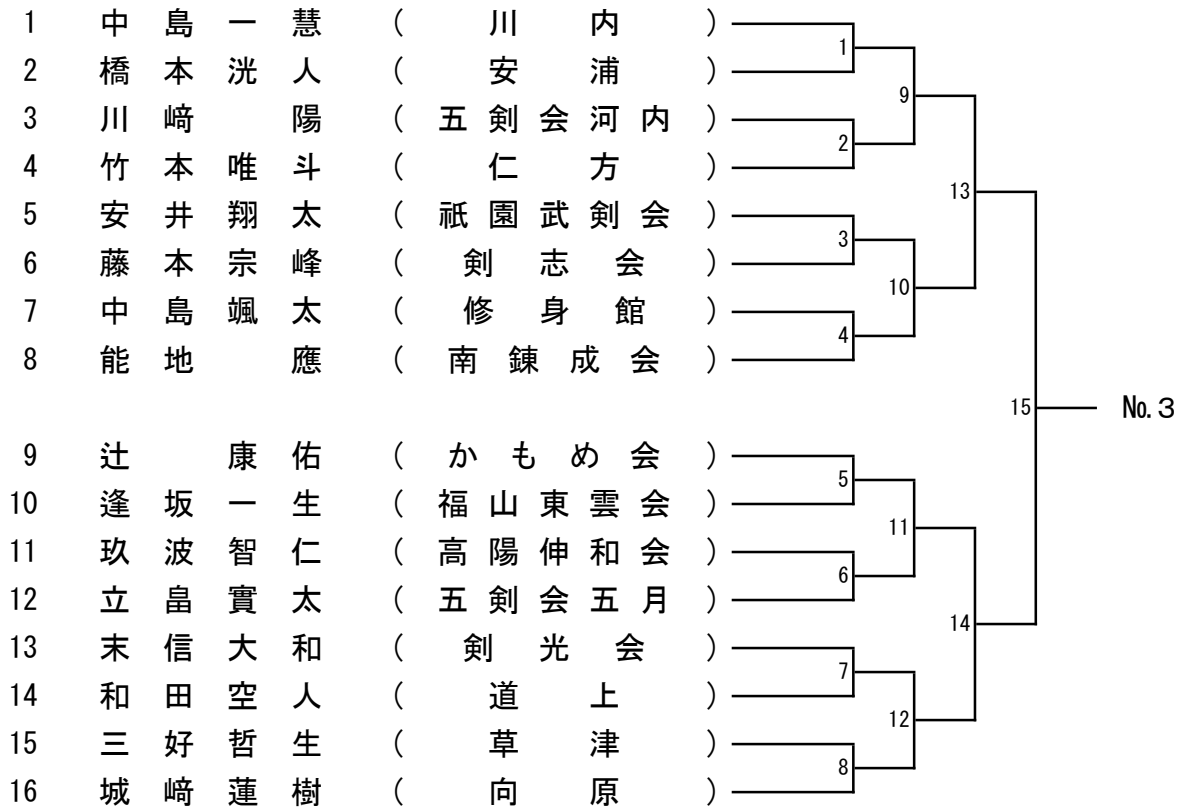 1 中島一慧 (川内)
1
2 橋本洸人 (安浦)
9
3 川﨑 陽 (五剣会河内)
2
4 竹本唯斗 (仁方)
13
5 安井翔太 (祇園武剣会)
3
6 藤本宗峰 (剣志会)
10
7 中島颯太 (修身館)
4
8 能地 應 (南錬成会)
15 №3
9 辻 康佑 (かもめ会)
5
10 逢坂一生 (福山東雲会)
11
11 玖波智仁 (高陽伸和会)
6
12 立畠實太 (五剣会五月)
14
13 末信大和 (剣光会)
7
14 和田空人 (道上)
12
15 三好哲生 (草津)
8
16 城﨑蓮樹 (向原)